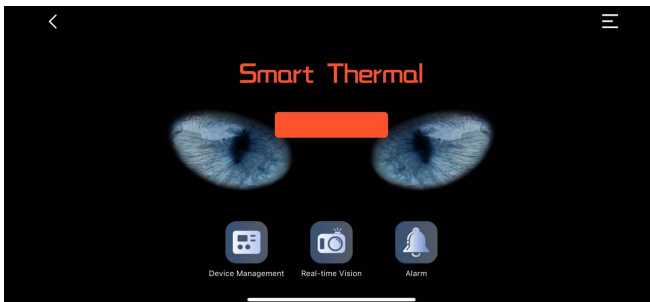 Smart Thermal
Device Management
Real-time Vision
Alarm